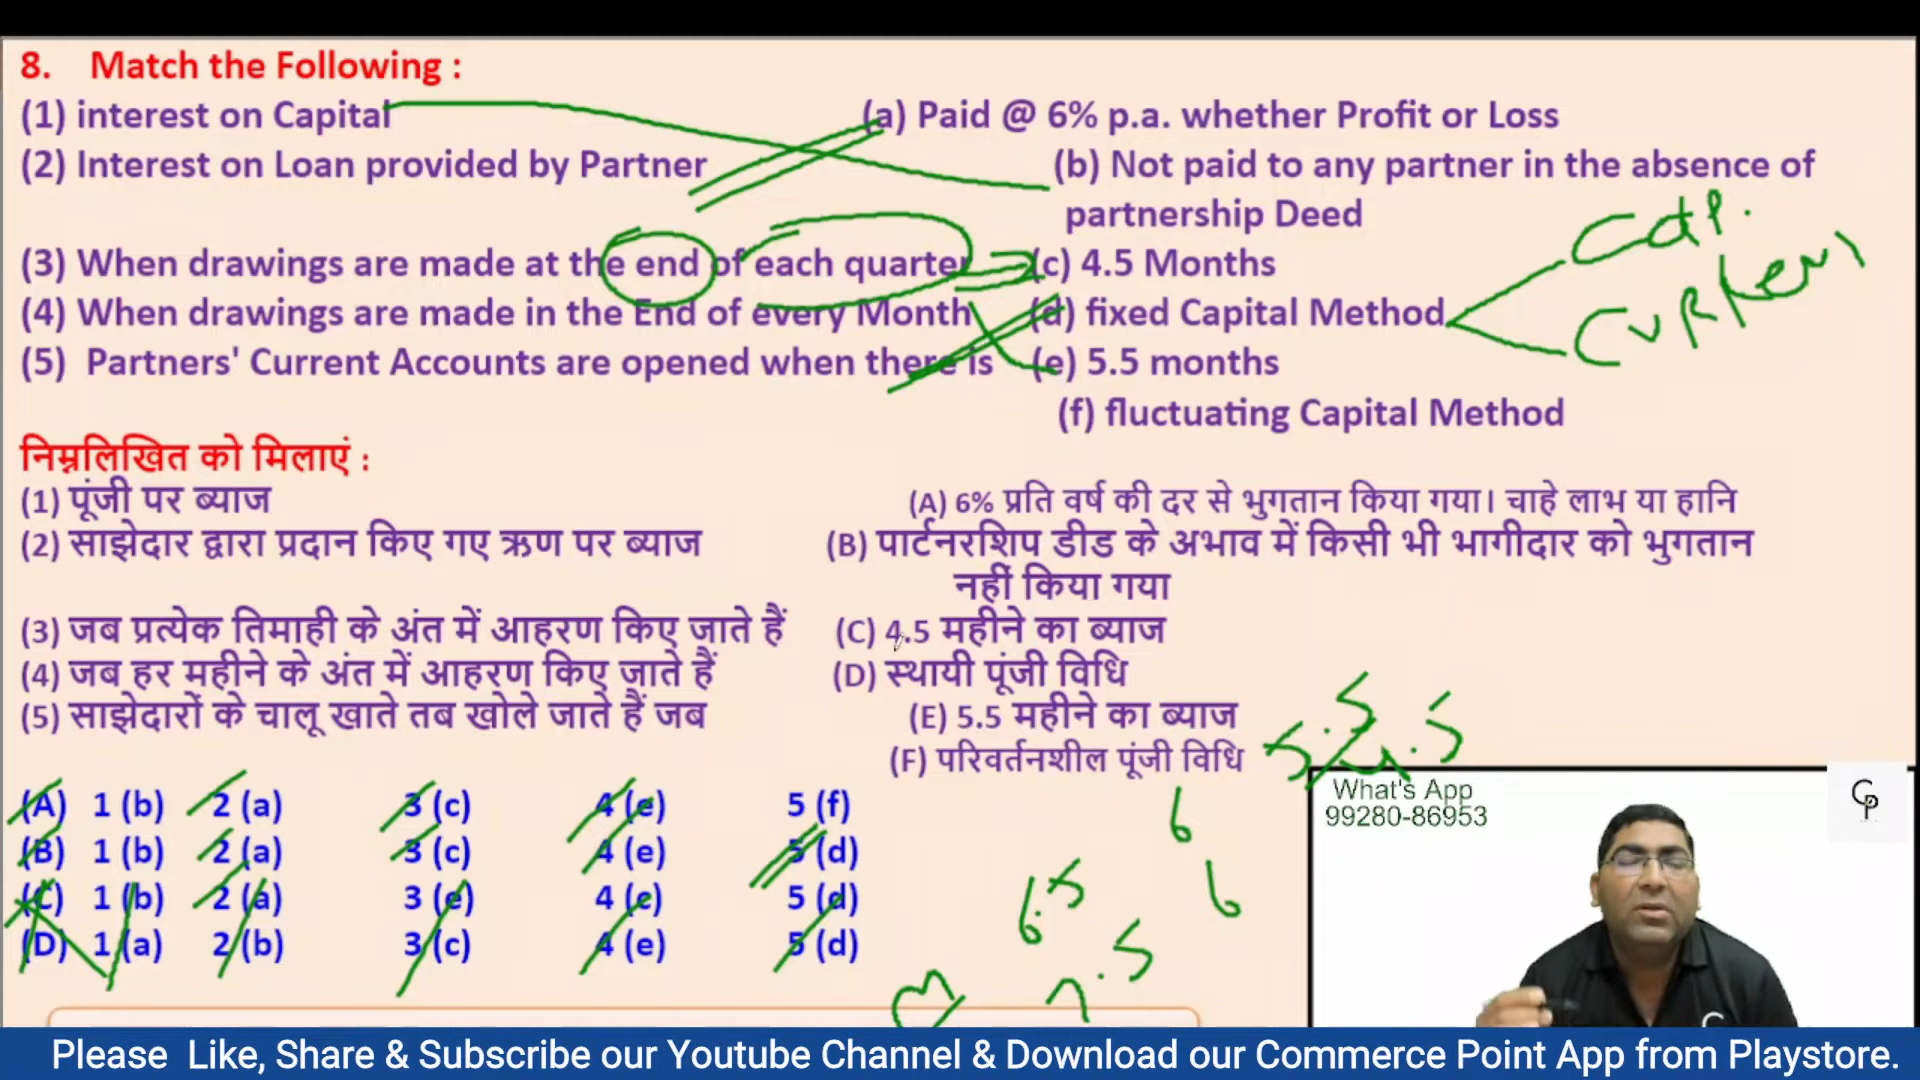 8. Match the Following :
(1) interest on Capital (a) Paid @ 6% p.a. whether Profit or Loss
(2) Interest on Loan provided by Partner (b) Not paid to any partner in the absence of
partnership Deed
Cap.
(3) When drawings are made at the end of each quarter (c) 4.5 Months
Current
(4) When drawings are made in the End of every Month (d) fixed Capital Method
(5) Partners' Current Accounts are opened when there is (e) 5.5 months
(f) fluctuating Capital Method
निम्नलिखित को मिलाएं :
(1) पूंजी पर ब्याज (A) 6% प्रति वर्ष की दर से भुगतान किया गया। चाहे लाभ या हानि
(2) साझेदार द्वारा प्रदान किए गए ऋण पर ब्याज (B) पार्टनरशिप डीड के अभाव में किसी भी भागीदार को भुगतान
नहीं किया गया
(3) जब प्रत्येक तिमाही के अंत में आहरण किए जाते हैं (C) 4.5 महीने का ब्याज
(4) जब हर महीने के अंत में आहरण किए जाते हैं (D) स्थायी पूंजी विधि
(5) साझेदारों के चालू खाते तब खोले जाते हैं जब (E) 5.5 महीने का ब्याज
(F) परिवर्तनशील पूंजी विधि
5.5 4.5
(A) 1 (b) 2 (a) 3 (c) 4 (e) 5 (f)
6
(B) 1 (b) 2 (a) 3 (c) 4 (e) 5 (d)
(C) 1 (b) 2 (a) 3 (e) 4 (c) 5 (d)
6.5 6
(D) 1 (a) 2 (b) 3 (c) 4 (e) 5 (d)
What's App
99280-86953
CP
Please Like, Share & Subscribe our Youtube Channel & Download our Commerce Point App from Playstore.